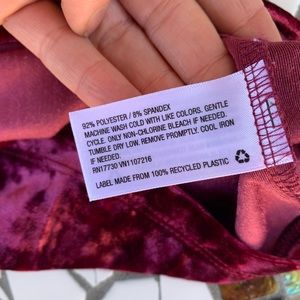 92% POLYESTER / 8% SPANDEX
MACHINE WASH COLD WITH LIKE COLORS. GENTLE
CYCLE. ONLY NON-CHLORINE BLEACH IF NEEDED.
TUMBLE DRY LOW. REMOVE PROMPTLY. COOL IRON
IF NEEDED.
RN17730 VN1107216
LABEL MADE FROM 100% RECYCLED PLASTIC